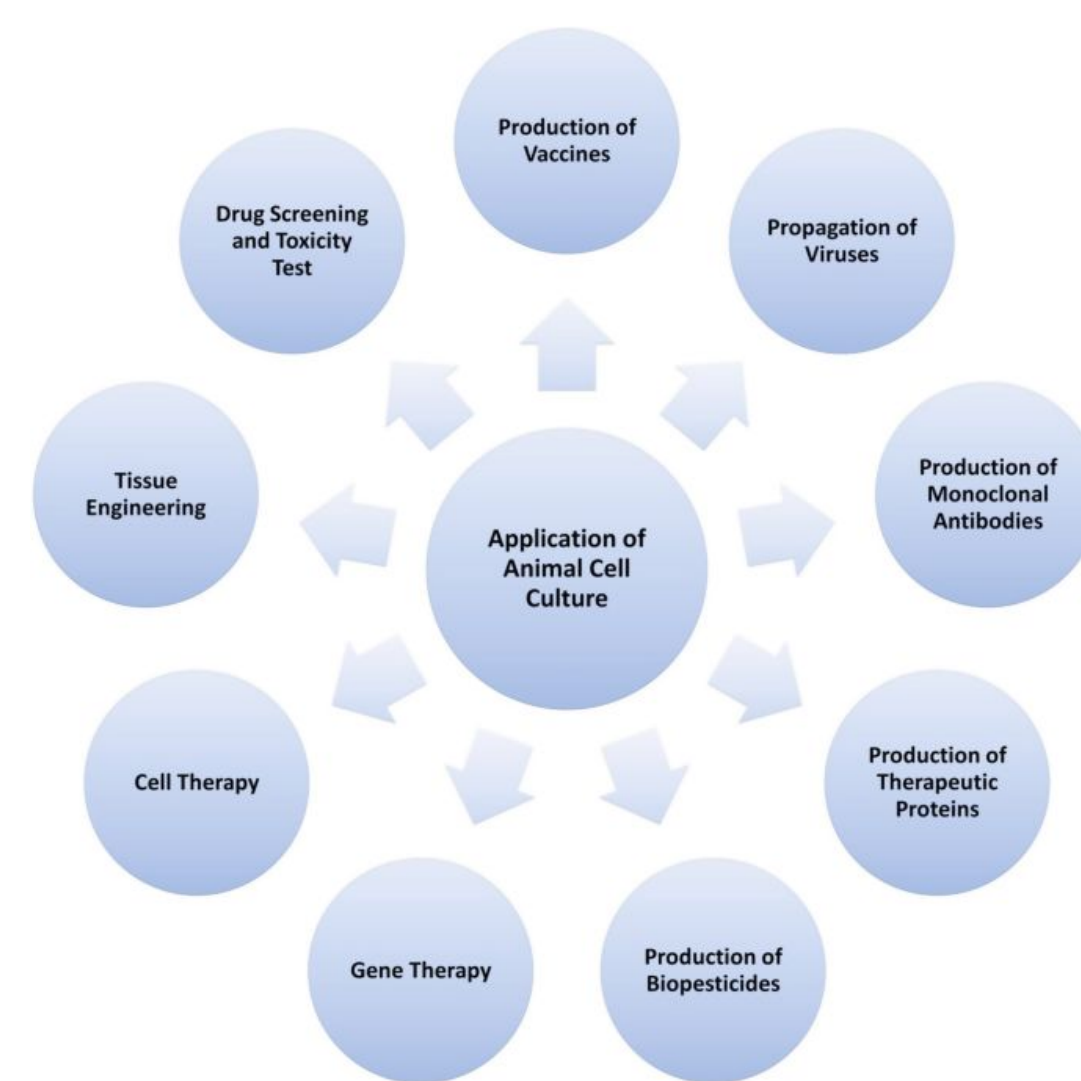 Production of
Vaccines
Drug Screening
and Toxicity
Test
Propagation of
Viruses
Tissue
Engineering
Production of
Monoclonal
Antibodies
Application of
Animal Cell
Culture
Cell Therapy
Production of
Therapeutic
Proteins
Gene Therapy
Production of
Biopesticides